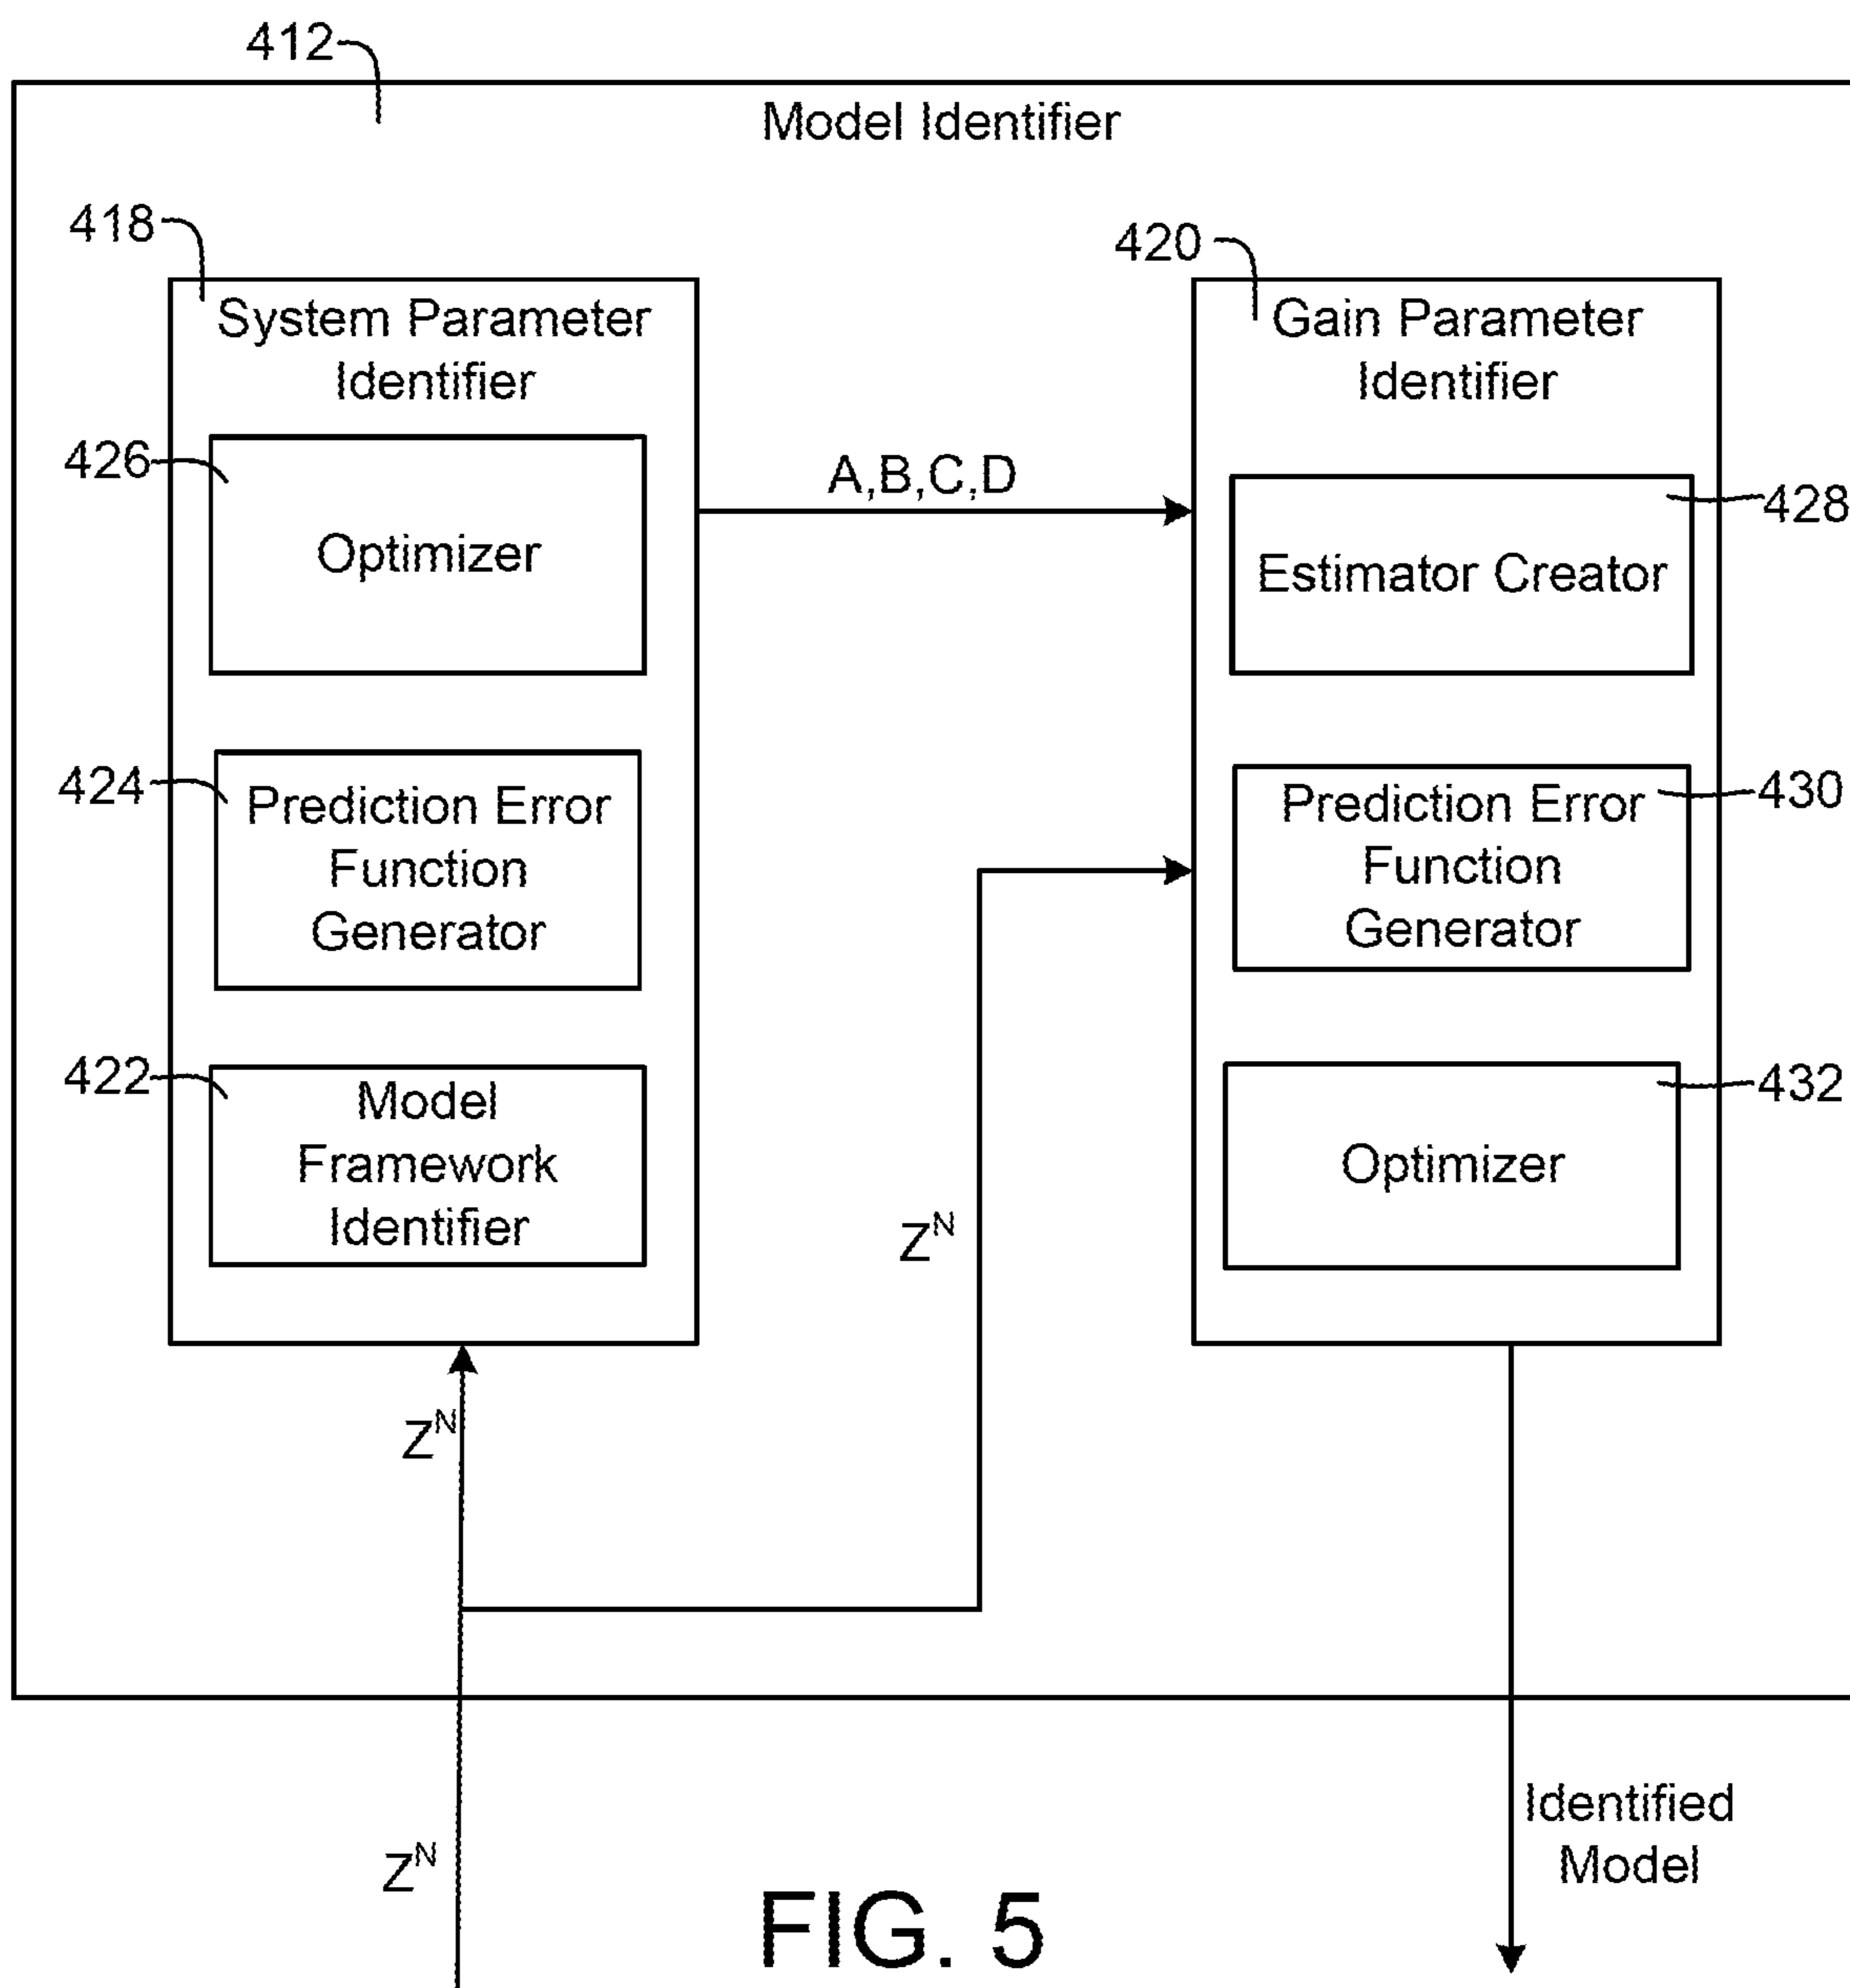 412
Model Identifier
418
420
System Parameter
Identifier
Gain Parameter
Identifier
426
Optimizer
A,B,C,D
428
Estimator Creator
424
Prediction Error
Function
Generator
430
Prediction Error
Function
Generator
422
Model
Framework
Identifier
432
Optimizer
Z^N
Z^N
Z^N
Identified
Model
FIG. 5